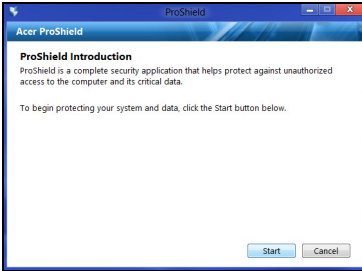 ProShield
Acer ProShield
ProShield Introduction
ProShield is a complete security application that helps protect against unauthorized
access to the computer and its critical data.
To begin protecting your system and data, click the Start button below.
Start Cancel